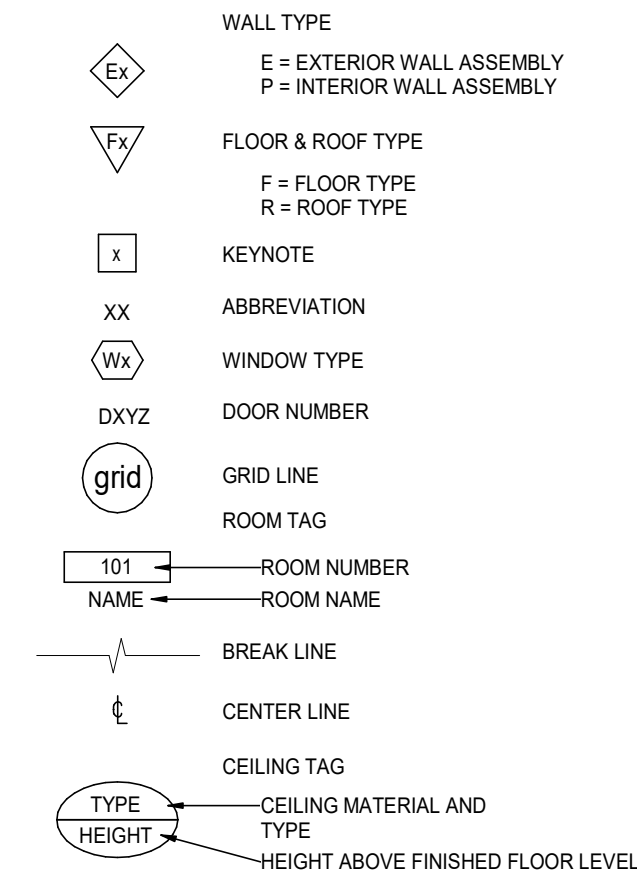 WALL TYPE
Ex
E = EXTERIOR WALL ASSEMBLY
P = INTERIOR WALL ASSEMBLY
Fx
FLOOR & ROOF TYPE
F = FLOOR TYPE
R = ROOF TYPE
x
KEYNOTE
XX
ABBREVIATION
Wx
WINDOW TYPE
DXYZ
DOOR NUMBER
grid
GRID LINE
ROOM TAG
101
ROOM NUMBER
NAME
ROOM NAME
BREAK LINE
℄
CENTER LINE
CEILING TAG
TYPE
CEILING MATERIAL AND
TYPE
HEIGHT
HEIGHT ABOVE FINISHED FLOOR LEVEL